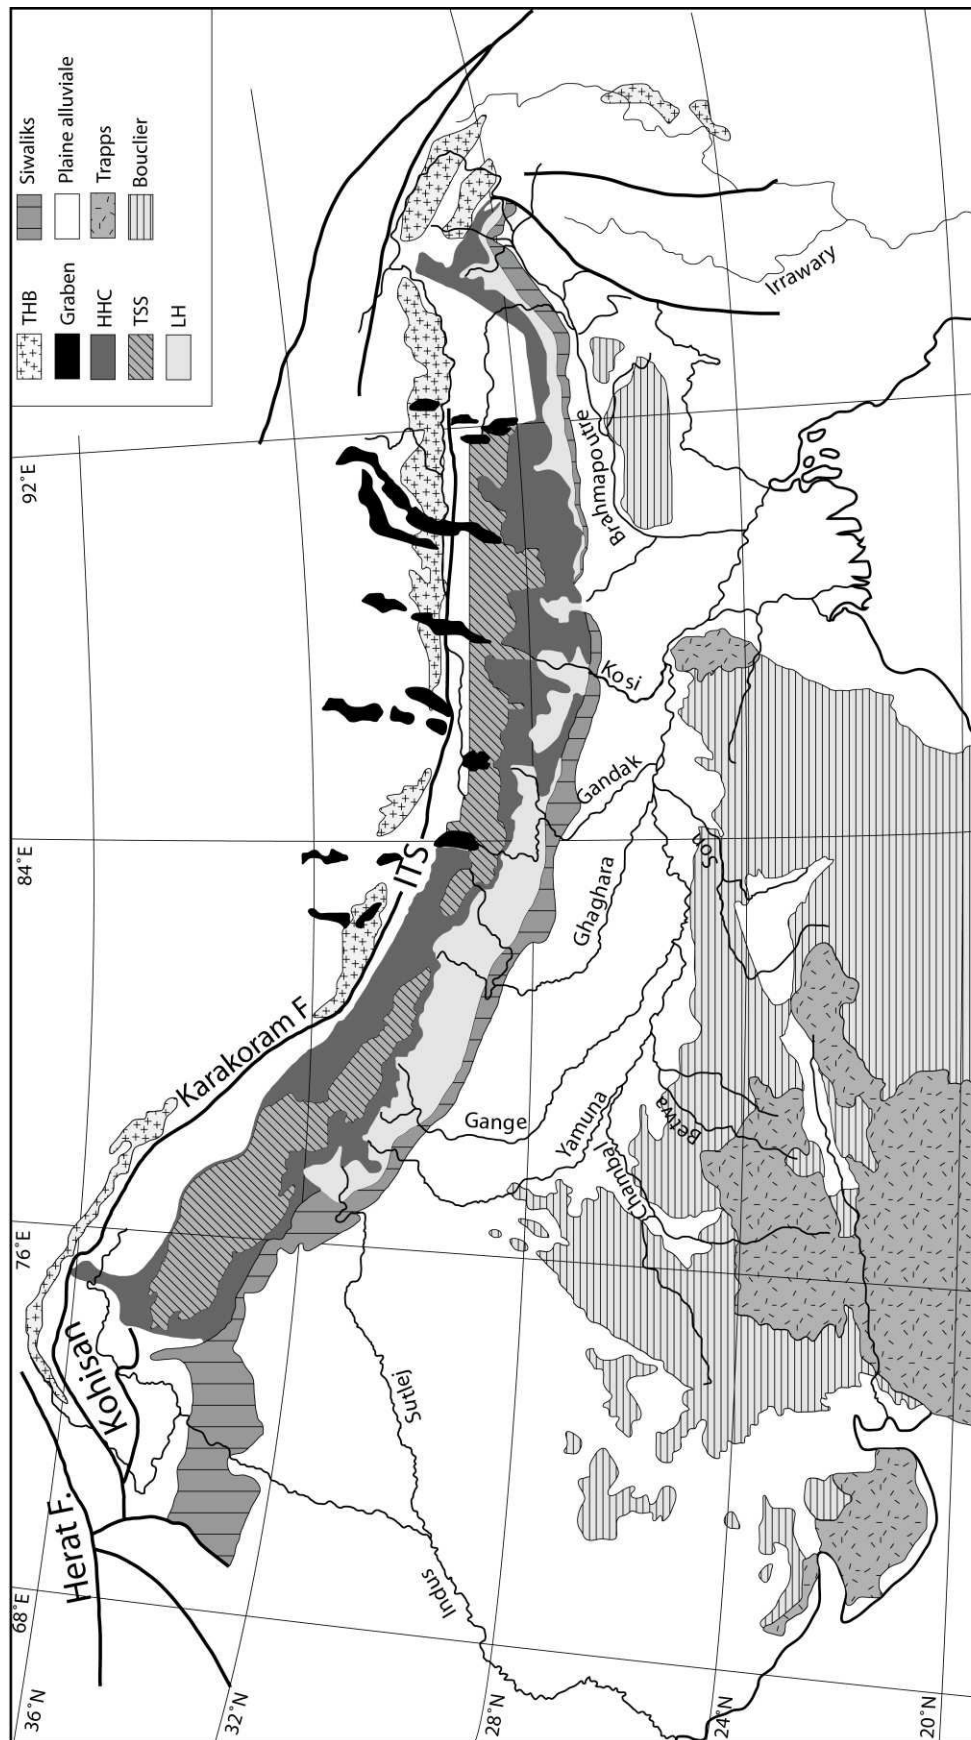 THB
Siwaliks
Graben
Plaine alluviale
HHC
Trapps
TSS
Bouclier
LH
68°E
76°E
84°E
92°E
36°N
32°N
28°N
24°N
20°N
Herat F.
Kohisan
Karakoram F
ITS
Indus
Sutlej
Gange
Yamuna
Chambal
Betwa
Ghaghara
Gandak
Son
Kosi
Brahmapoutre
Irrawary